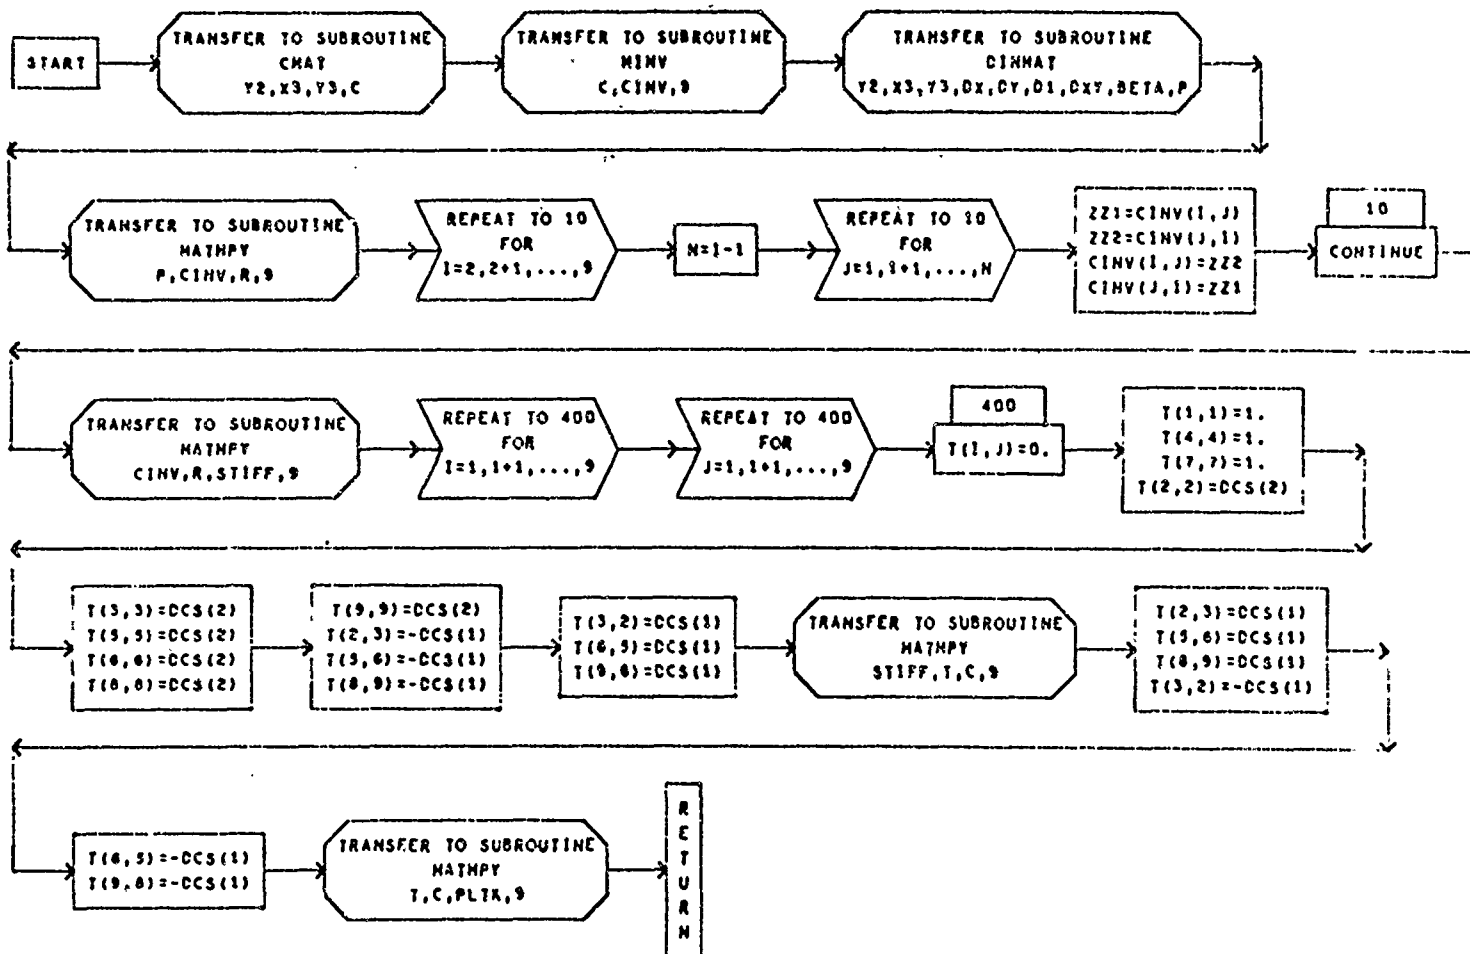 START
TRANSFER TO SUBROUTINE
CMAT
Y2,X3,Y3,C
TRANSFER TO SUBROUTINE
MINV
C,CINV,9
TRANSFER TO SUBROUTINE
DINMAT
Y2,X3,Y3,DX,DY,D1,DXY,BETA,P
TRANSFER TO SUBROUTINE
MATMPY
P,CINV,R,9
REPEAT TO 10
FOR
I=2,2+1,...,9
N=I-1
REPEAT TO 10
FOR
J=1,1+1,...,N
ZZ1=CINV(I,J)
ZZ2=CINV(J,I)
CINV(I,J)=ZZ2
CINV(J,I)=ZZ1
10
CONTINUE
TRANSFER TO SUBROUTINE
MATMPY
CINV,R,STIFF,9
REPEAT TO 400
FOR
I=1,1+1,...,9
REPEAT TO 400
FOR
J=1,1+1,...,9
400
T(I,J)=0.
T(1,1)=1.
T(4,4)=1.
T(7,7)=1.
T(2,2)=DCS(2)
T(3,3)=DCS(2)
T(5,5)=DCS(2)
T(6,6)=DCS(2)
T(8,8)=DCS(2)
T(9,9)=DCS(2)
T(2,3)=-DCS(1)
T(5,6)=-DCS(1)
T(8,9)=-DCS(1)
T(3,2)=DCS(1)
T(6,5)=DCS(1)
T(9,8)=DCS(1)
TRANSFER TO SUBROUTINE
MATMPY
STIFF,T,C,9
T(2,3)=DCS(1)
T(5,6)=DCS(1)
T(8,9)=DCS(1)
T(3,2)=-DCS(1)
T(6,5)=-DCS(1)
T(9,8)=-DCS(1)
TRANSFER TO SUBROUTINE
MATMPY
T,C,PLTK,9
RETURN